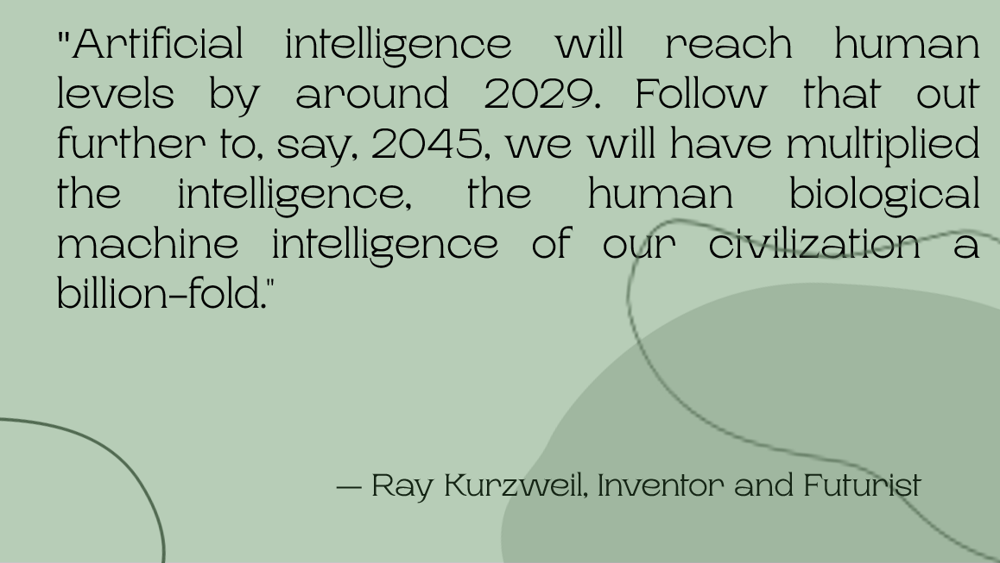 "Artificial intelligence will reach human
levels by around 2029. Follow that out
further to, say, 2045, we will have multiplied
the intelligence, the human biological
machine intelligence of our civilization a
billion–fold."
— Ray Kurzweil, Inventor and Futurist